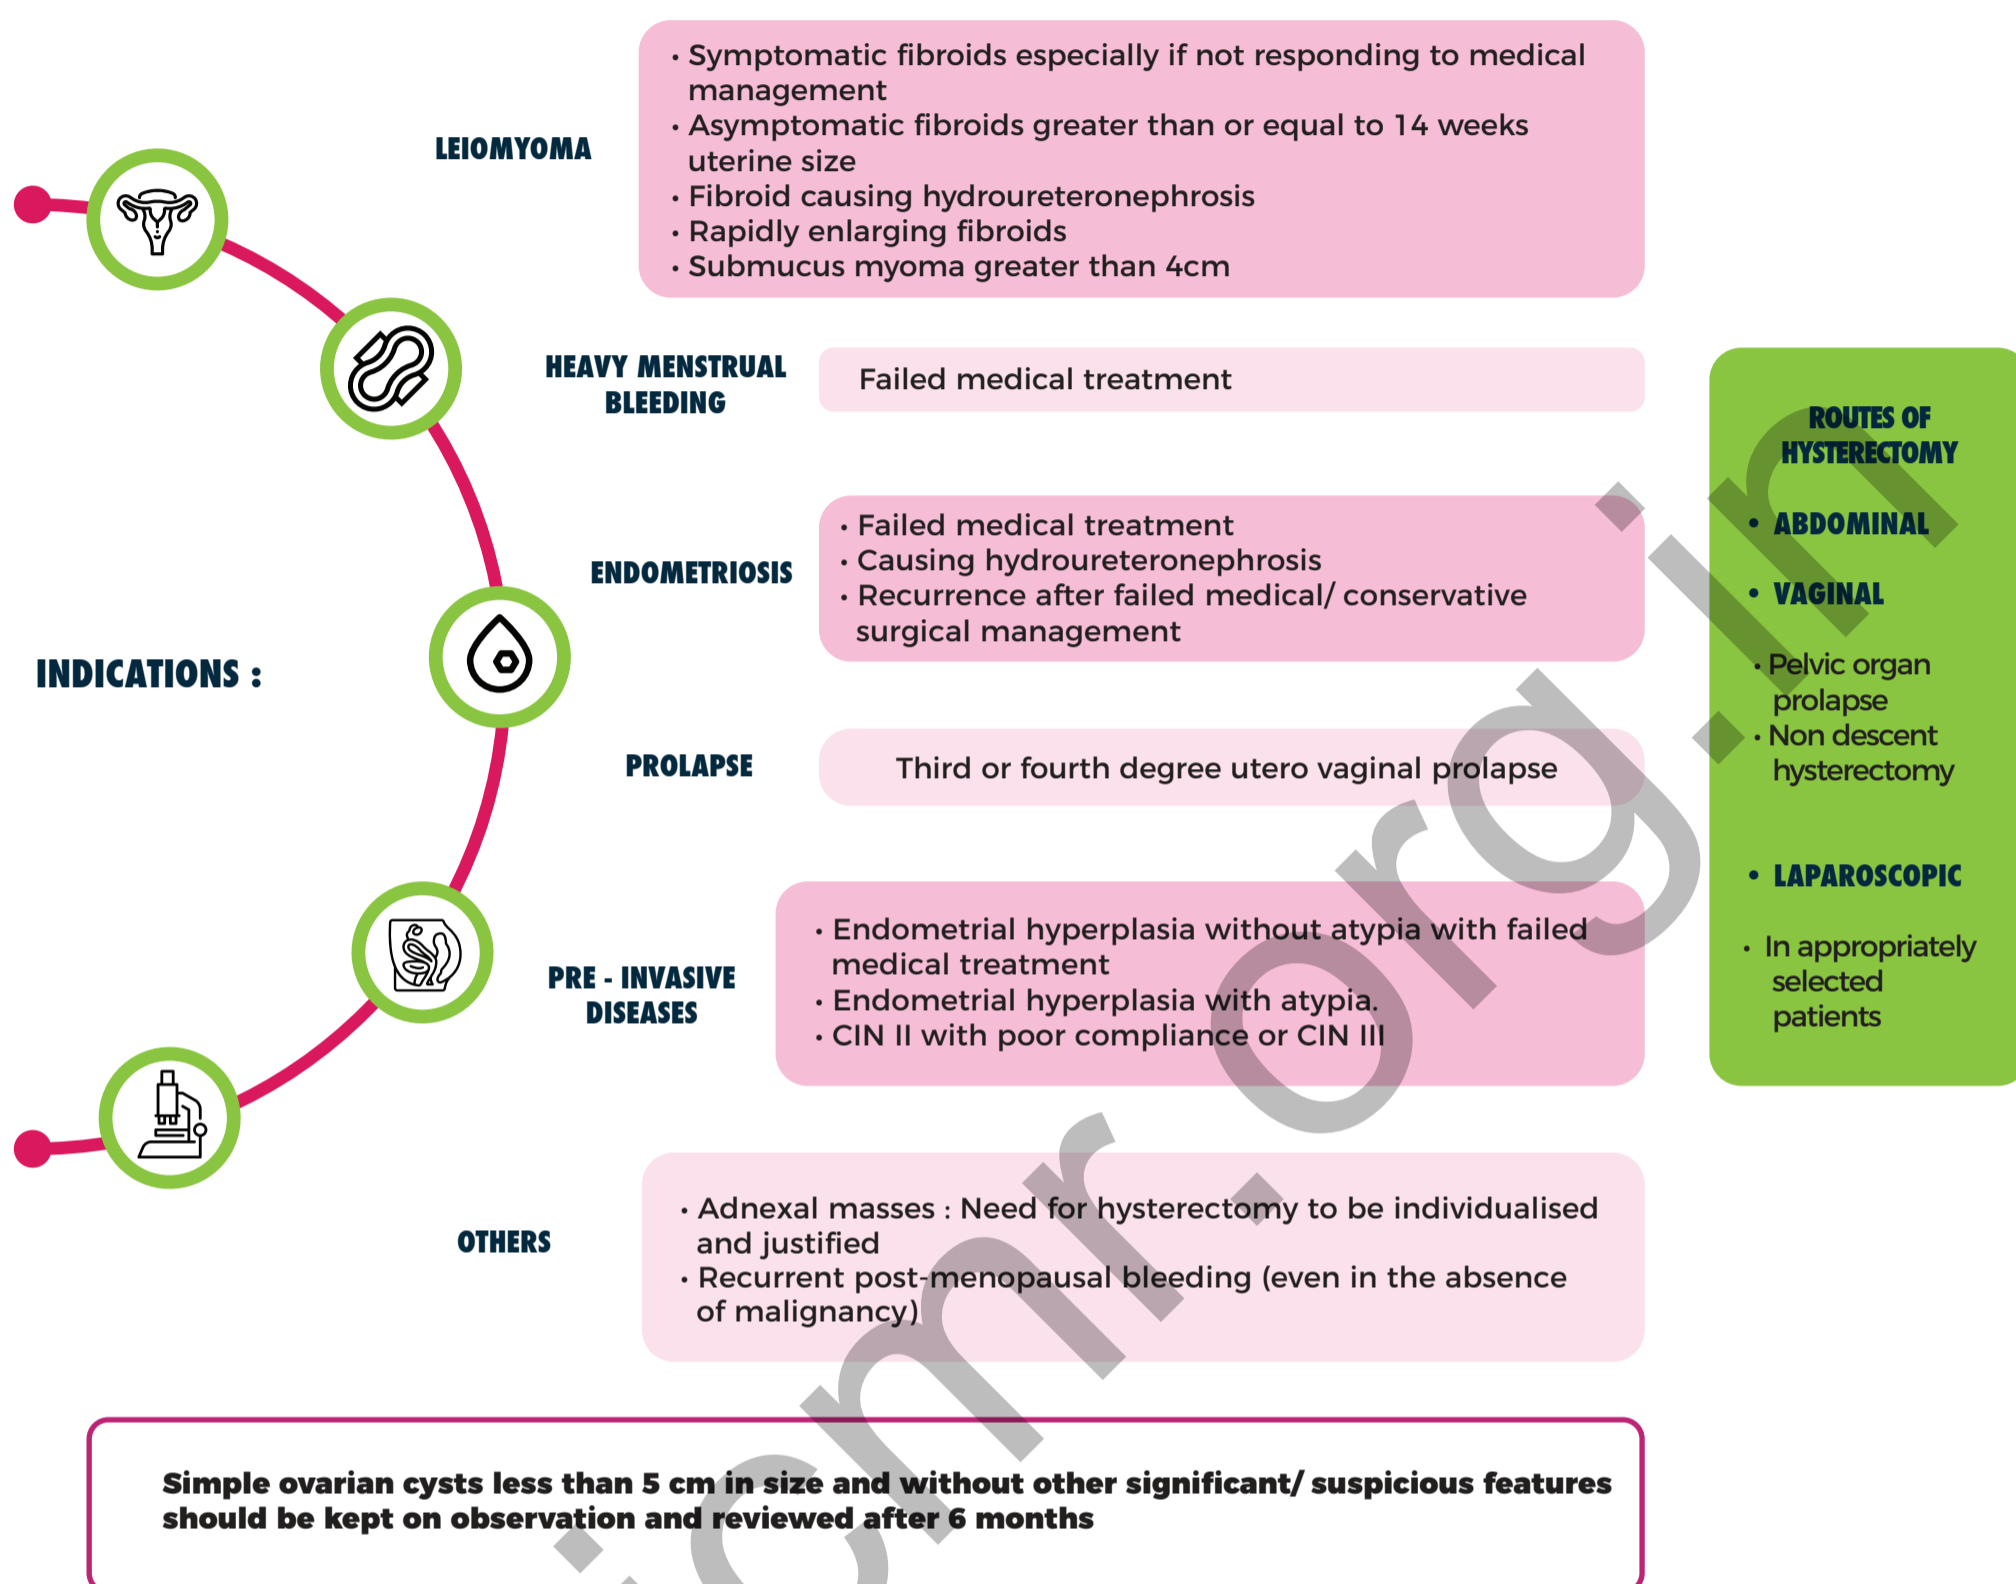 LEIOMYOMA
• Symptomatic fibroids especially if not responding to medical
management
• Asymptomatic fibroids greater than or equal to 14 weeks
uterine size
• Fibroid causing hydroureteronephrosis
• Rapidly enlarging fibroids
• Submucus myoma greater than 4cm
HEAVY MENSTRUAL
BLEEDING
Failed medical treatment
ENDOMETRIOSIS
• Failed medical treatment
• Causing hydroureteronephrosis
• Recurrence after failed medical/ conservative
surgical management
INDICATIONS :
PROLAPSE
Third or fourth degree utero vaginal prolapse
PRE - INVASIVE
DISEASES
• Endometrial hyperplasia without atypia with failed
medical treatment
• Endometrial hyperplasia with atypia.
• CIN II with poor compliance or CIN III
OTHERS
• Adnexal masses : Need for hysterectomy to be individualised
and justified
• Recurrent post-menopausal bleeding (even in the absence
of malignancy)
ROUTES OF
HYSTERECTOMY
• ABDOMINAL
• VAGINAL
• Pelvic organ
prolapse
• Non descent
hysterectomy
• LAPAROSCOPIC
• In appropriately
selected
patients
Simple ovarian cysts less than 5 cm in size and without other significant/ suspicious features
should be kept on observation and reviewed after 6 months
icmr.org.in